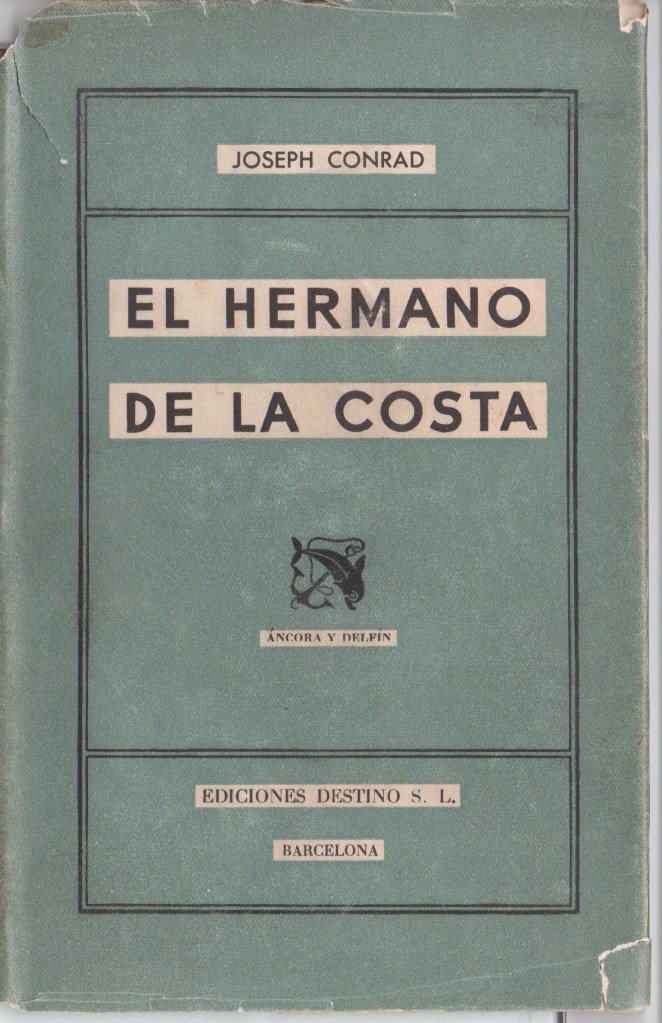 JOSEPH CONRAD
EL HERMANO
DE LA COSTA
ÁNCORA Y DELFÍN
EDICIONES DESTINO S. L.
BARCELONA